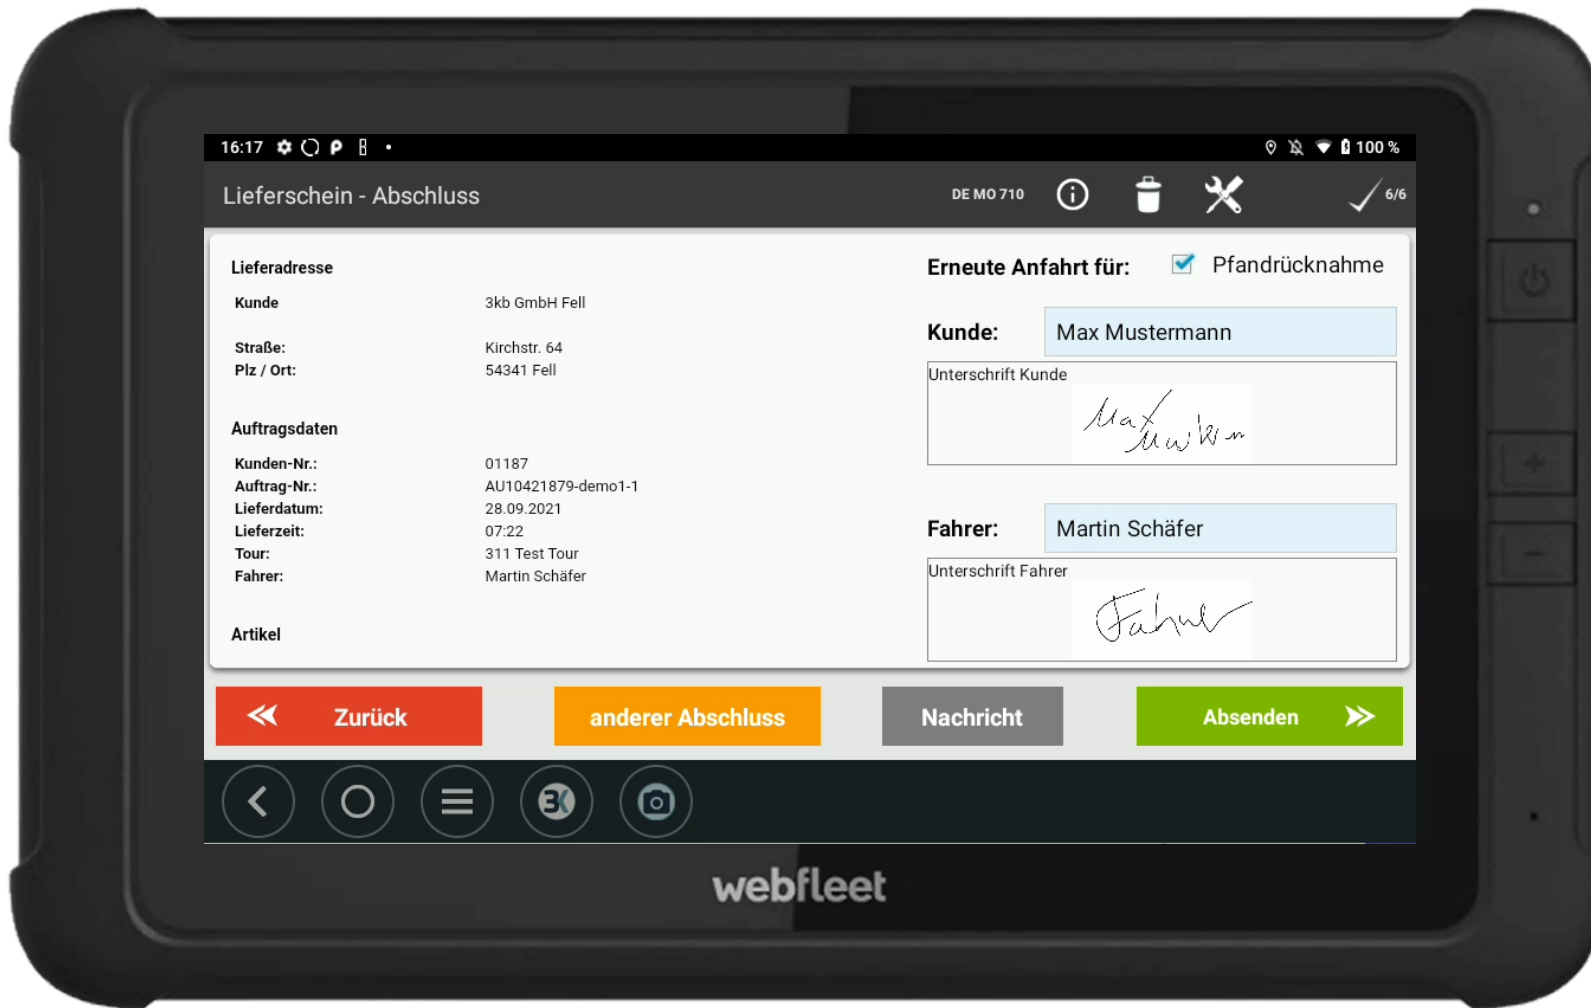 16:17
100 %
Lieferschein - Abschluss
DE MO 710
6/6
Lieferadresse
Kunde 3kb GmbH Fell
Straße: Kirchstr. 64
Plz / Ort: 54341 Fell
Auftragsdaten
Kunden-Nr.: 01187
Auftrag-Nr.: AU10421879-demo1-1
Lieferdatum: 28.09.2021
Lieferzeit: 07:22
Tour: 311 Test Tour
Fahrer: Martin Schäfer
Artikel
Erneute Anfahrt für: Pfandrücknahme
Kunde: Max Mustermann
Unterschrift Kunde
Max
Fahrer: Martin Schäfer
Unterschrift Fahrer
Fahrer
Zurück
anderer Abschluss
Nachricht
Absenden
3K
webfleet